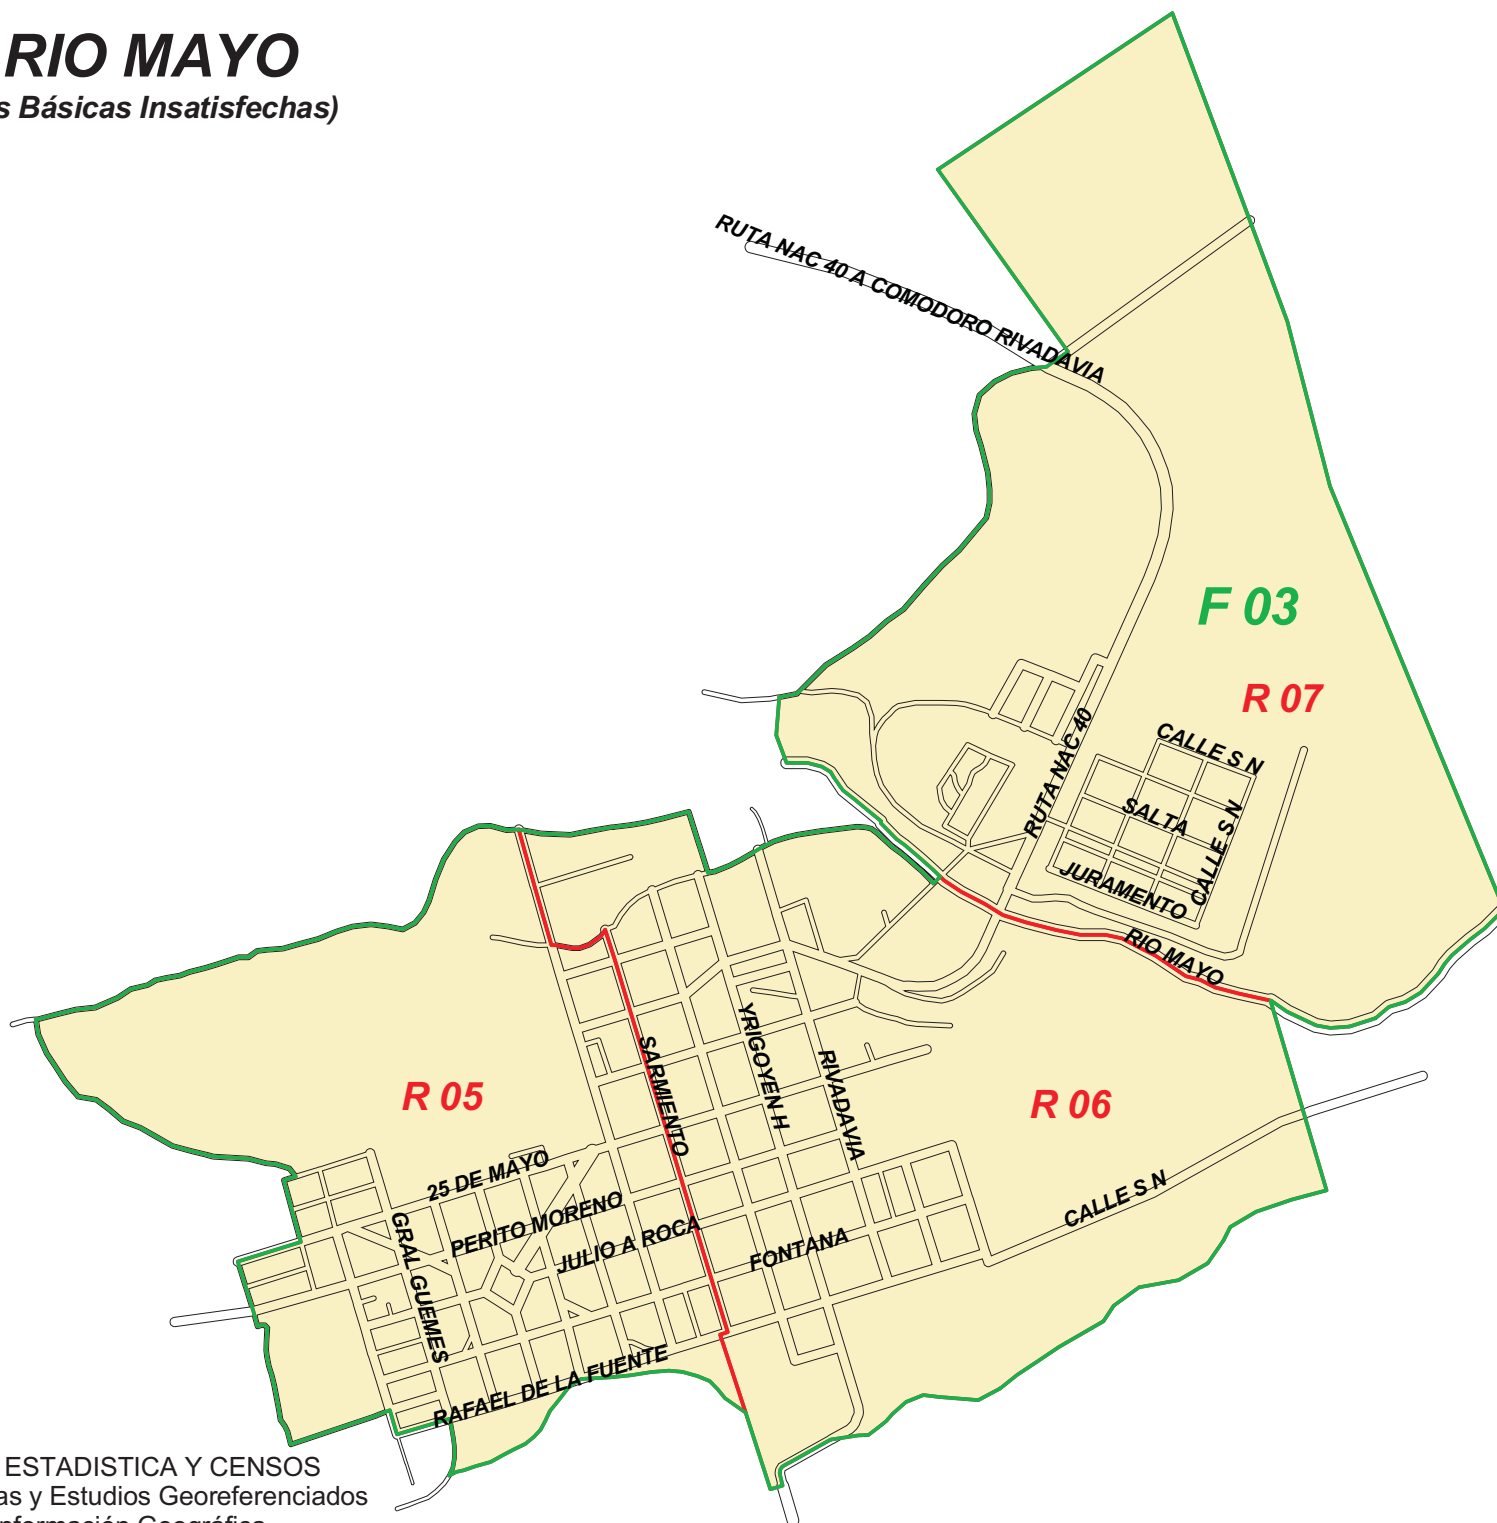 RIO MAYO
s Básicas Insatisfechas)
RUTA NAC 40 A COMODORO RIVADAVIA
F 03
R 07
CALLE S N
RUTA NAC 40
SALTA
CALLE S N
JURAMENTO
RIO MAYO
YRIGOYEN H
SARMIENTO
RIVADAVIA
R 05
R 06
25 DE MAYO
CALLE S N
PERITO MORENO
GRAL GUEMES
JULIO A ROCA
FONTANA
RAFAEL DE LA FUENTE
ESTADISTICA Y CENSOS
as y Estudios Georeferenciados
nformación Geográfica